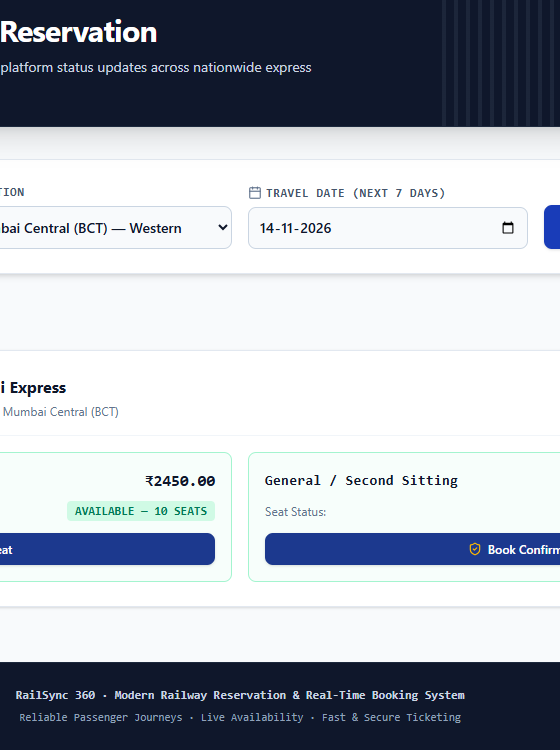 Reservation
platform status updates across nationwide express
TION
TRAVEL DATE (NEXT 7 DAYS)
bai Central (BCT) — Western
14-11-2026
i Express
Mumbai Central (BCT)
₹2450.00
General / Second Sitting
AVAILABLE — 10 SEATS
Seat Status:
eat
Book Confirm
RailSync 360 · Modern Railway Reservation & Real-Time Booking System
Reliable Passenger Journeys · Live Availability · Fast & Secure Ticketing